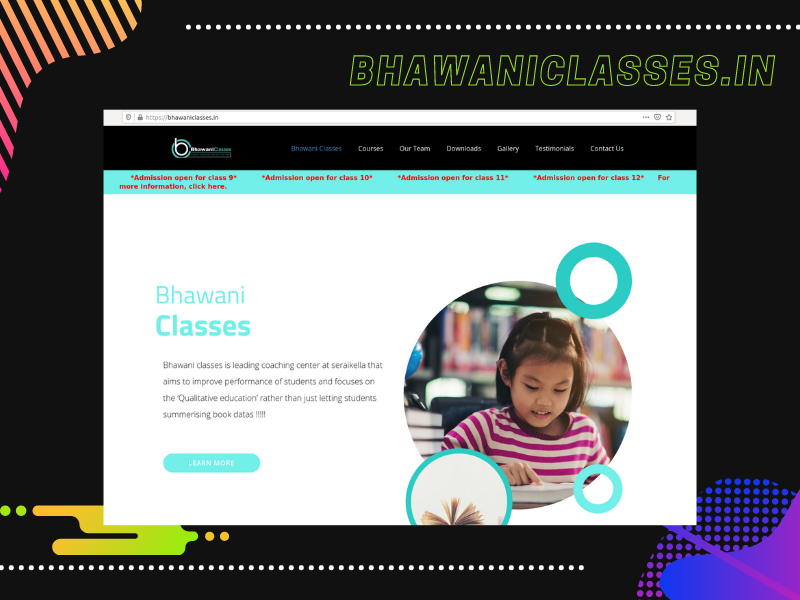 BHAWANICLASSES.IN
https://bhawaniclasses.in
BhawaniClasses
Bhawani Classes Courses Our Team Downloads Gallery Testimonials Contact Us
*Admission open for class 9* *Admission open for class 10* *Admission open for class 11* *Admission open for class 12* For
more information, click here.
Bhawani
Classes
Bhawani classes is leading coaching center at seraikella that
aims to improve performance of students and focuses on
the ‘Qualitative education’ rather than just letting students
summerising book datas !!!!!
LEARN MORE